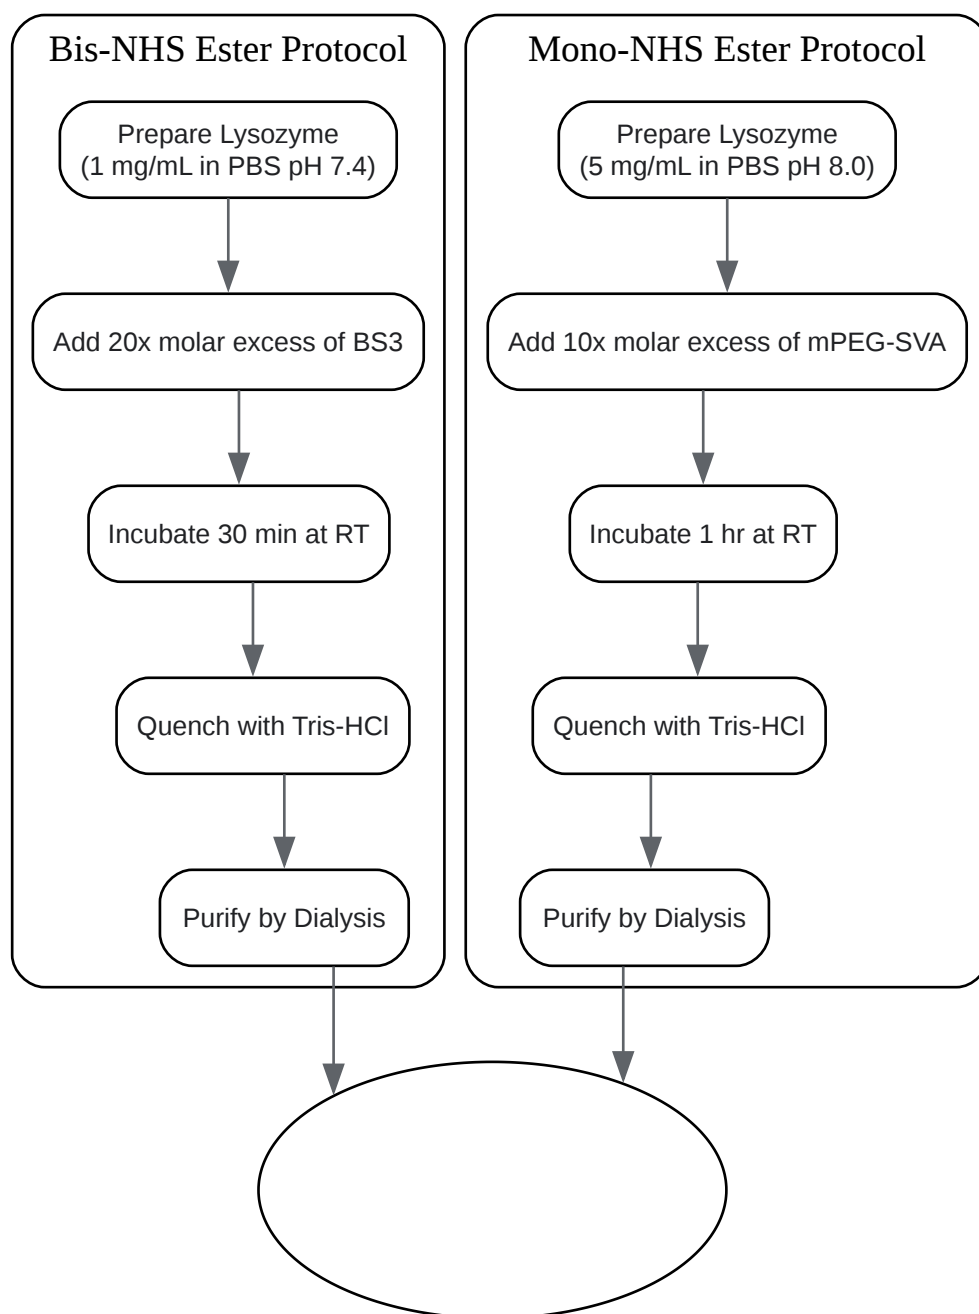 Bis-NHS Ester Protocol
Prepare Lysozyme
(1 mg/mL in PBS pH 7.4)
Add 20x molar excess of BS3
Incubate 30 min at RT
Quench with Tris-HCl
Purify by Dialysis
Mono-NHS Ester Protocol
Prepare Lysozyme
(5 mg/mL in PBS pH 8.0)
Add 10x molar excess of mPEG-SVA
Incubate 1 hr at RT
Quench with Tris-HCl
Purify by Dialysis